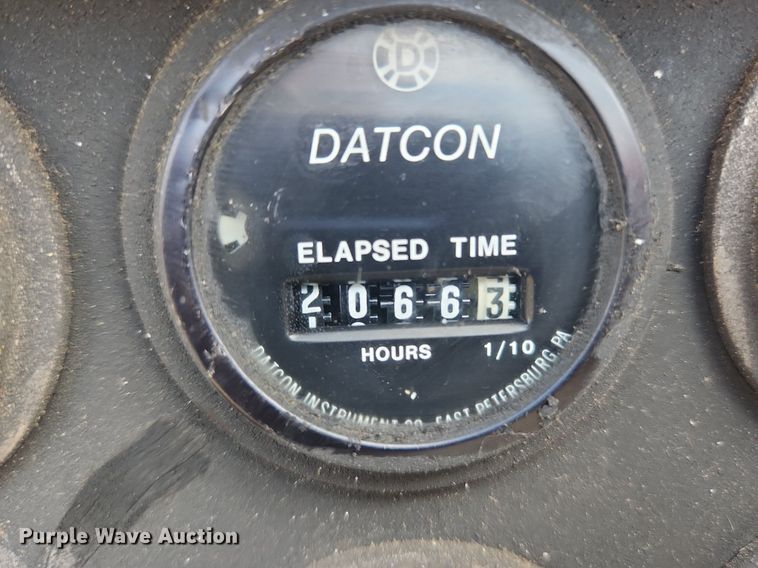 D
DATCON
ELAPSED TIME
20663
HOURS 1/10
DATCON INSTRUMENT CO. EAST PETERSBURG, PA
Purple Wave Auction